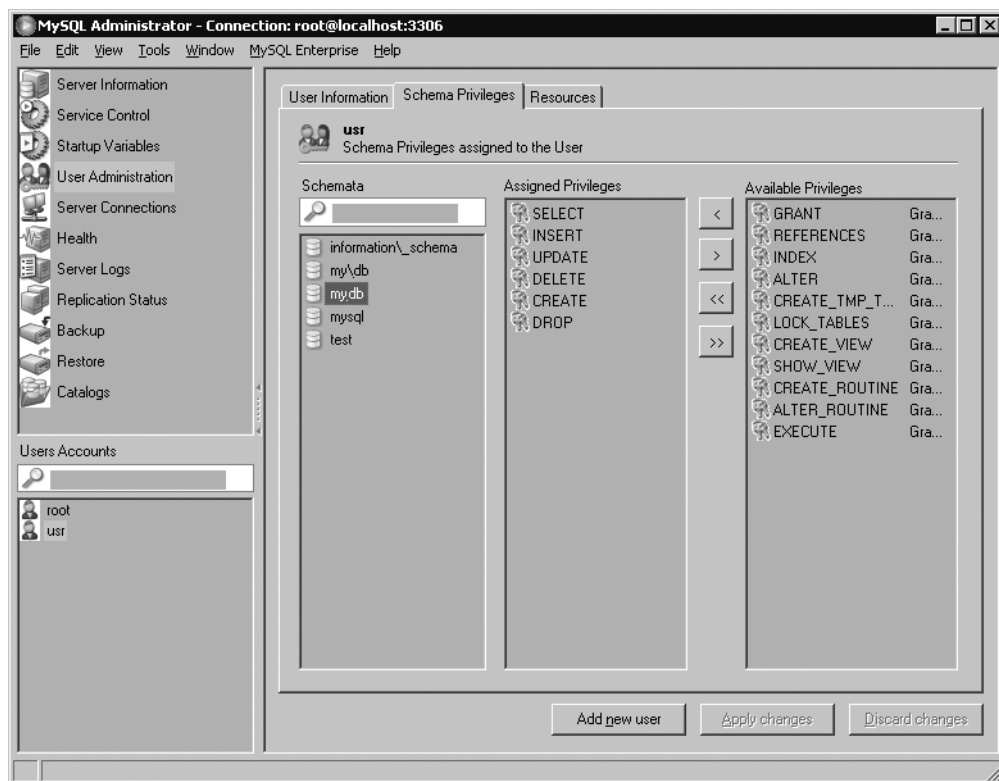 MySQL Administrator - Connection: root@localhost:3306
File Edit View Tools Window MySQL Enterprise Help
Server Information
Service Control
Startup Variables
User Administration
Server Connections
Health
Server Logs
Replication Status
Backup
Restore
Catalogs
Users Accounts
root
usr
User Information Schema Privileges Resources
usr
Schema Privileges assigned to the User
Schemata
information\_schema
my\db
my.db
mysql
test
Assigned Privileges
SELECT
INSERT
UPDATE
DELETE
CREATE
DROP
<
>
<<
>>
Available Privileges
GRANT Gra...
REFERENCES Gra...
INDEX Gra...
ALTER Gra...
CREATE_TMP_T... Gra...
LOCK_TABLES Gra...
CREATE_VIEW Gra...
SHOW_VIEW Gra...
CREATE_ROUTINE Gra...
ALTER_ROUTINE Gra...
EXECUTE Gra...
Add new user Apply changes Discard changes